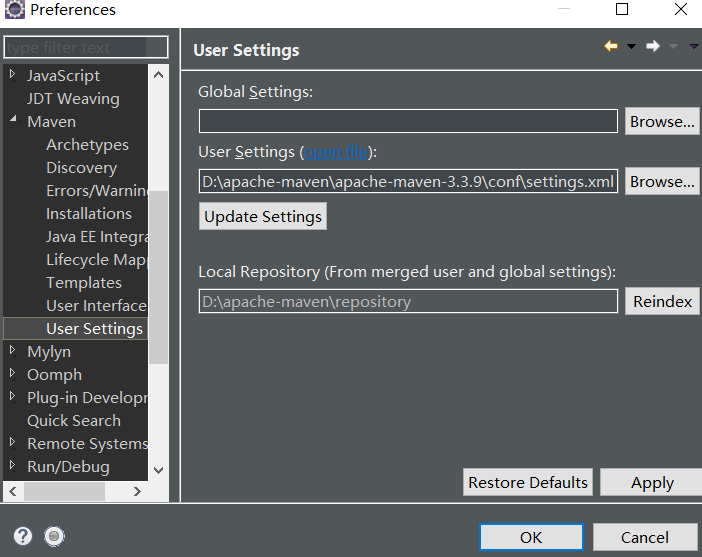 Preferences
type filter text
JavaScript
JDT Weaving
Maven
Archetypes
Discovery
Errors/Warnin
Installations
Java EE Integra
Lifecycle Mapp
Templates
User Interface
User Settings
Mylyn
Oomph
Plug-in Developr
Quick Search
Remote Systems
Run/Debug
User Settings
Global Settings:
Browse...
User Settings (open file):
D:\apache-maven\apache-maven-3.3.9\conf\settings.xml
Browse...
Update Settings
Local Repository (From merged user and global settings):
D:\apache-maven\repository
Reindex
Restore Defaults
Apply
?
OK
Cancel